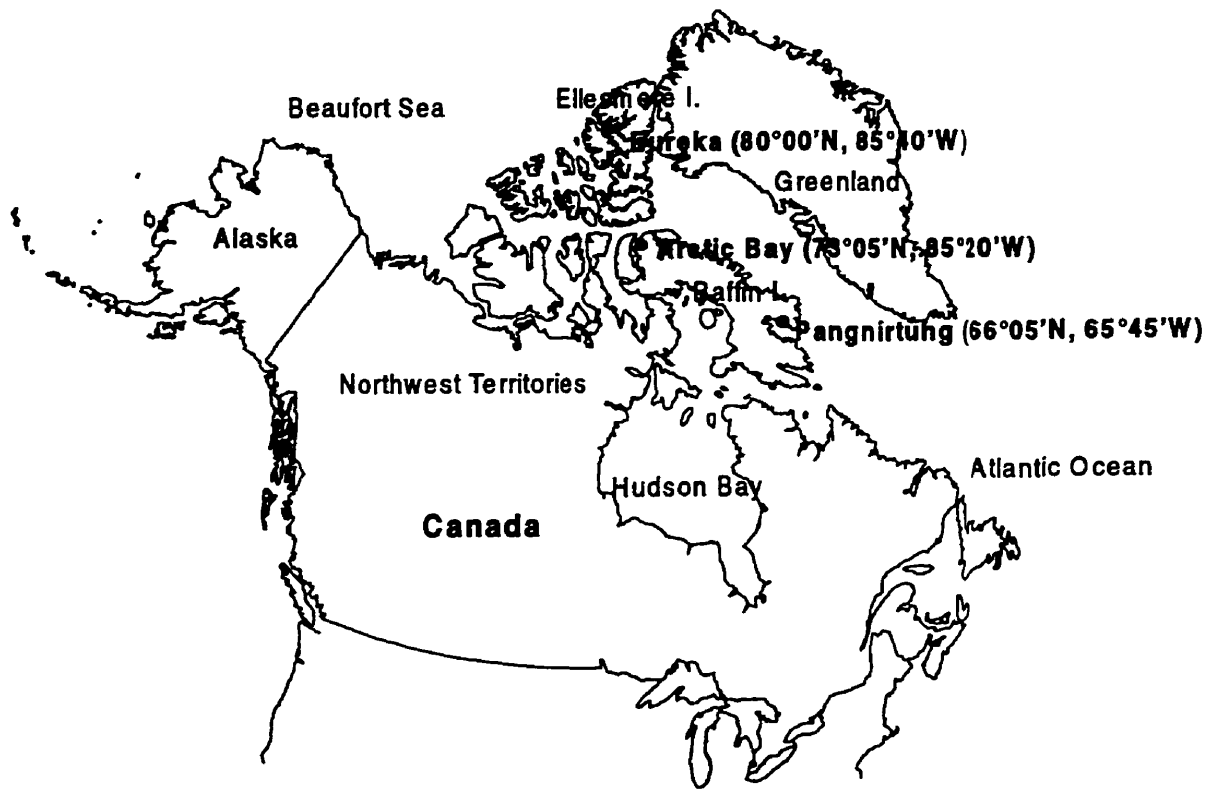 Ellesmere I.
Beaufort Sea
Eureka (80°00'N, 85°40'W)
Greenland
Alaska
Arctic Bay (73°05'N, 85°20'W)
Baffin I.
Pangnirtung (66°05'N, 65°45'W)
Northwest Territories
Atlantic Ocean
Hudson Bay
Canada